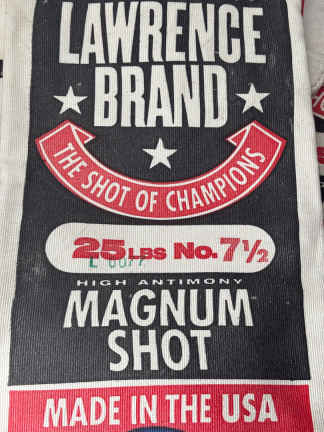 LAWRENCE
BRAND
THE SHOT OF CHAMPIONS
25 LBS No. 7½
HIGH ANTIMONY
MAGNUM
SHOT
MADE IN THE USA